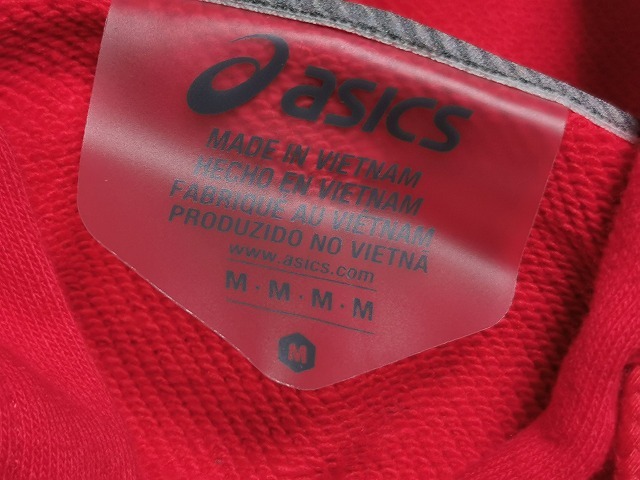 asics
MADE IN VIETNAM
HECHO EN VIETNAM
FABRIQUÉ AU VIETNAM
PRODUZIDO NO VIETNA
www.asics.com
M · M · M · M
M